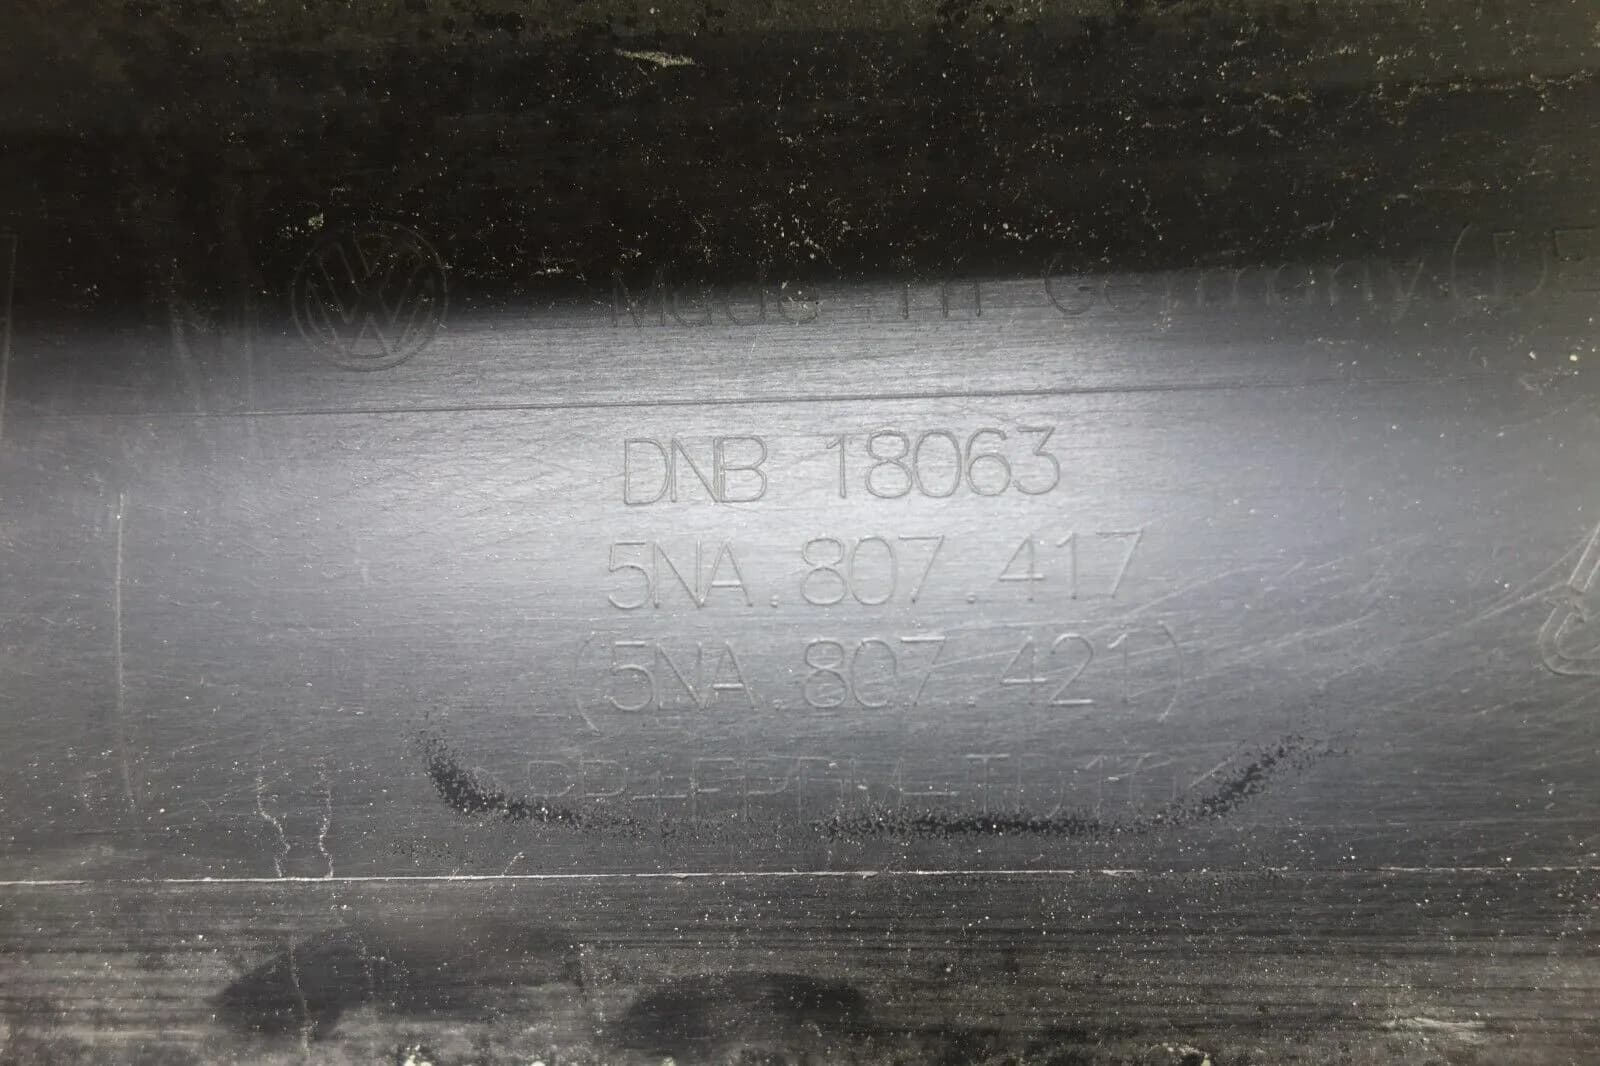 Made in Germany
DNB 18063
5NA.807.417
(5NA.807.421)